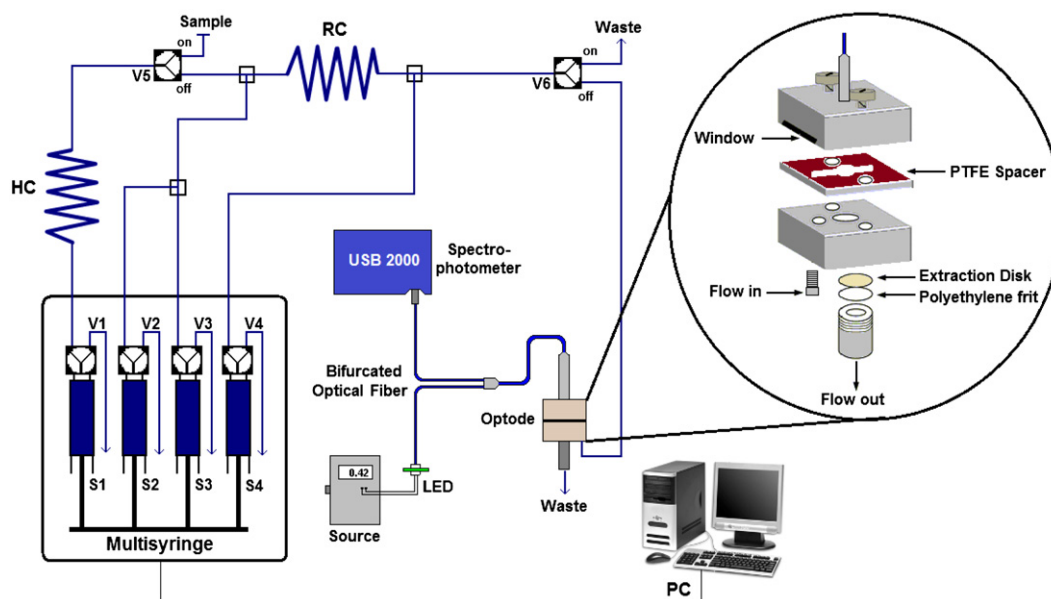 Sample
on
V5
off
RC
Waste
on
V6
off
HC
Window
PTFE Spacer
Extraction Disk
Polyethylene frit
Flow in
Flow out
USB 2000
Spectro-
photometer
Bifurcated
Optical Fiber
Optode
V1
V2
V3
V4
S1
S2
S3
S4
Multisyringe
0.42
LED
Source
Waste
PC